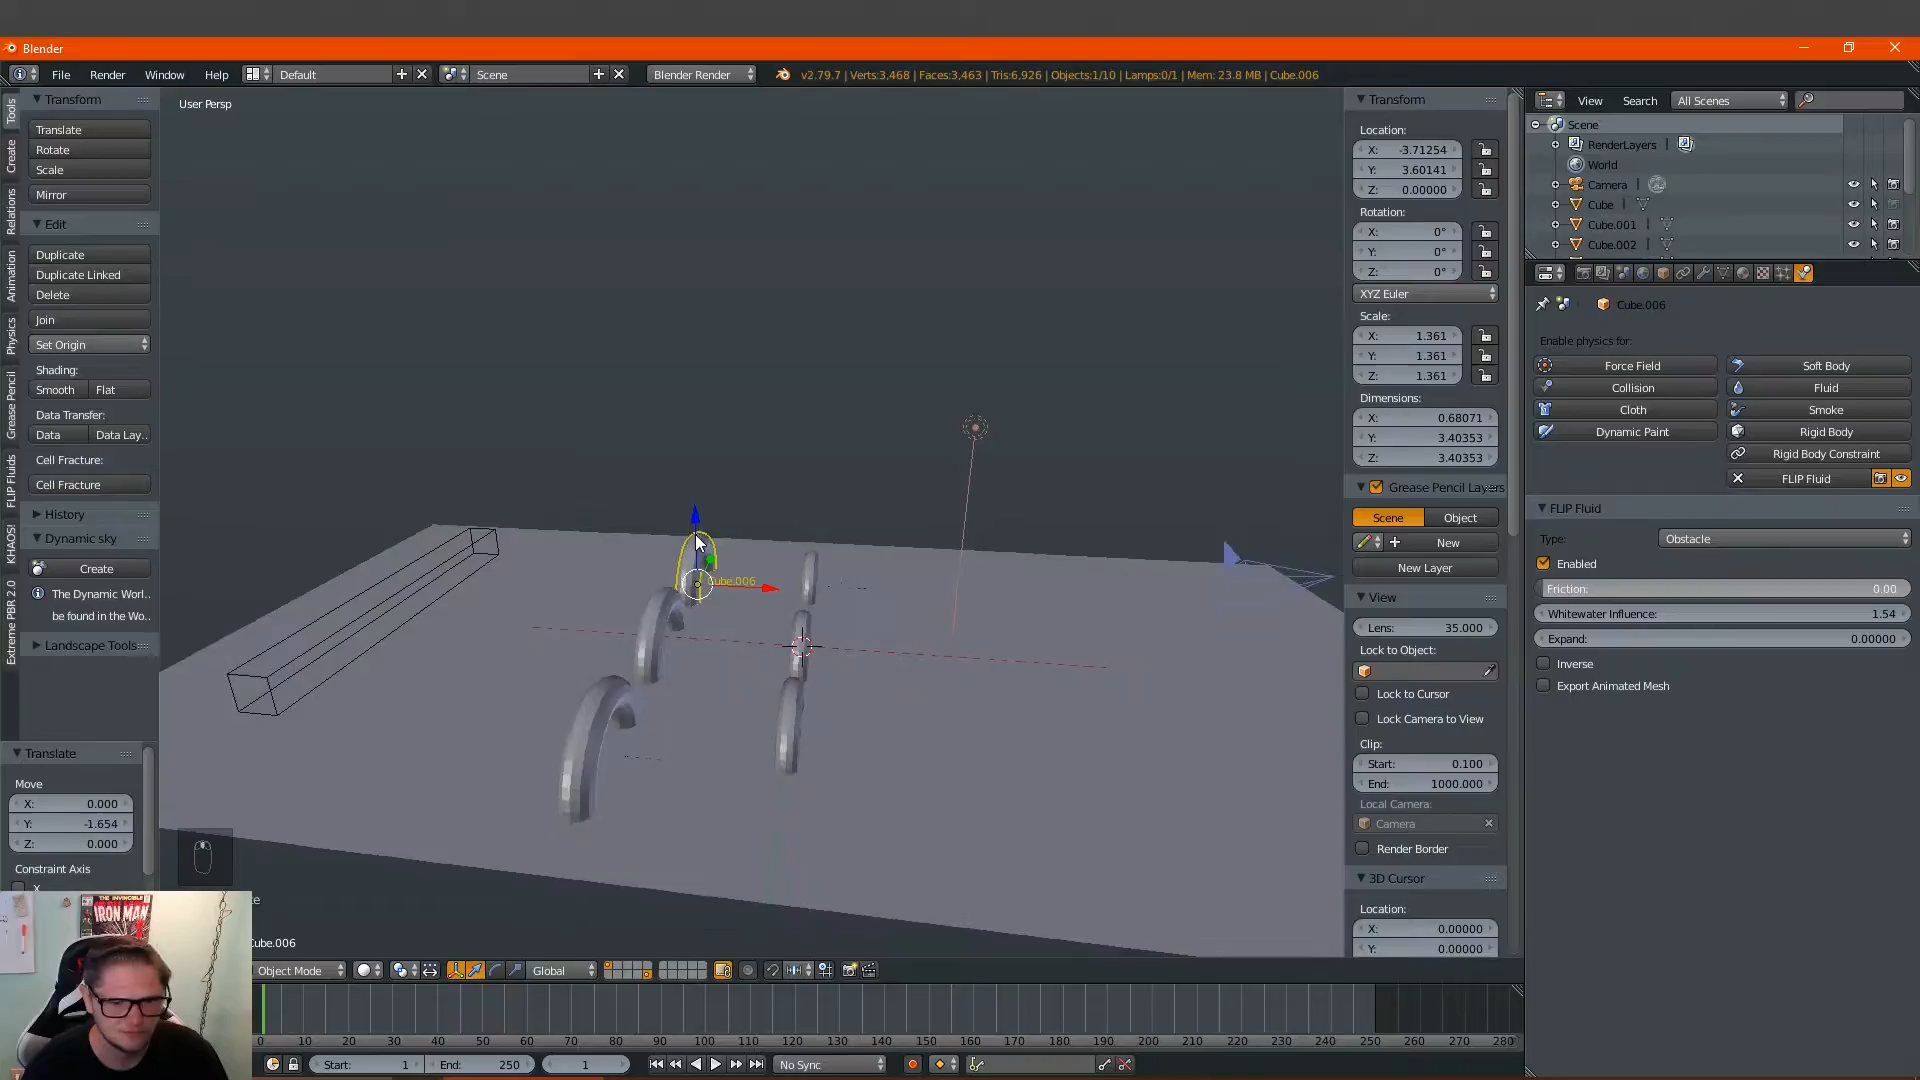 Blender
File Render Window Help Default Scene Blender Render v2.79.7 | Verts:3,468 | Faces:3,463 | Tris:6,926 | Objects:1/10 | Lamps:0/1 | Mem: 23.8 MB | Cube.006
Tools
Create
Relations
Animation
Physics
Grease Pencil
FLIP Fluids
KHAOS!
Extreme PBR 2.0
Transform
Translate
Rotate
Scale
Mirror
Edit
Duplicate
Duplicate Linked
Delete
Join
Set Origin
Shading:
Smooth Flat
Data Transfer:
Data Data Lay..
Cell Fracture:
Cell Fracture
History
Dynamic sky
Create
The Dynamic Worl..
be found in the Wo..
Landscape Tools
Translate
Move
X: 0.000
Y: -1.654
Z: 0.000
Constraint Axis
X
User Persp
Cube.006
THE INVINCIBLE
IRON MAN
te
Cube.006
Transform
Location:
X: -3.71254
Y: 3.60141
Z: 0.00000
Rotation:
X: 0°
Y: 0°
Z: 0°
XYZ Euler
Scale:
X: 1.361
Y: 1.361
Z: 1.361
Dimensions:
X: 0.68071
Y: 3.40353
Z: 3.40353
Grease Pencil Layers
Scene Object
New
New Layer
View
Lens: 35.000
Lock to Object:
Lock to Cursor
Lock Camera to View
Clip:
Start: 0.100
End: 1000.000
Local Camera:
Camera
Render Border
3D Cursor
Location:
X: 0.00000
Y: 0.00000
View Search All Scenes
Scene
RenderLayers |
World
Camera |
Cube |
Cube.001 |
Cube.002 |
Cube.006
Enable physics for:
Force Field Soft Body
Collision Fluid
Cloth Smoke
Dynamic Paint Rigid Body
Rigid Body Constraint
FLIP Fluid
FLIP Fluid
Type: Obstacle
Enabled
Friction: 0.00
Whitewater Influence: 1.54
Expand: 0.00000
Inverse
Export Animated Mesh
Object Mode Global
0 10 20 30 40 50 60 70 80 90 100 110 120 130 140 150 160 170 180 190 200 210 220 230 240 250 260 270 280
Start: 1 End: 250 1 No Sync